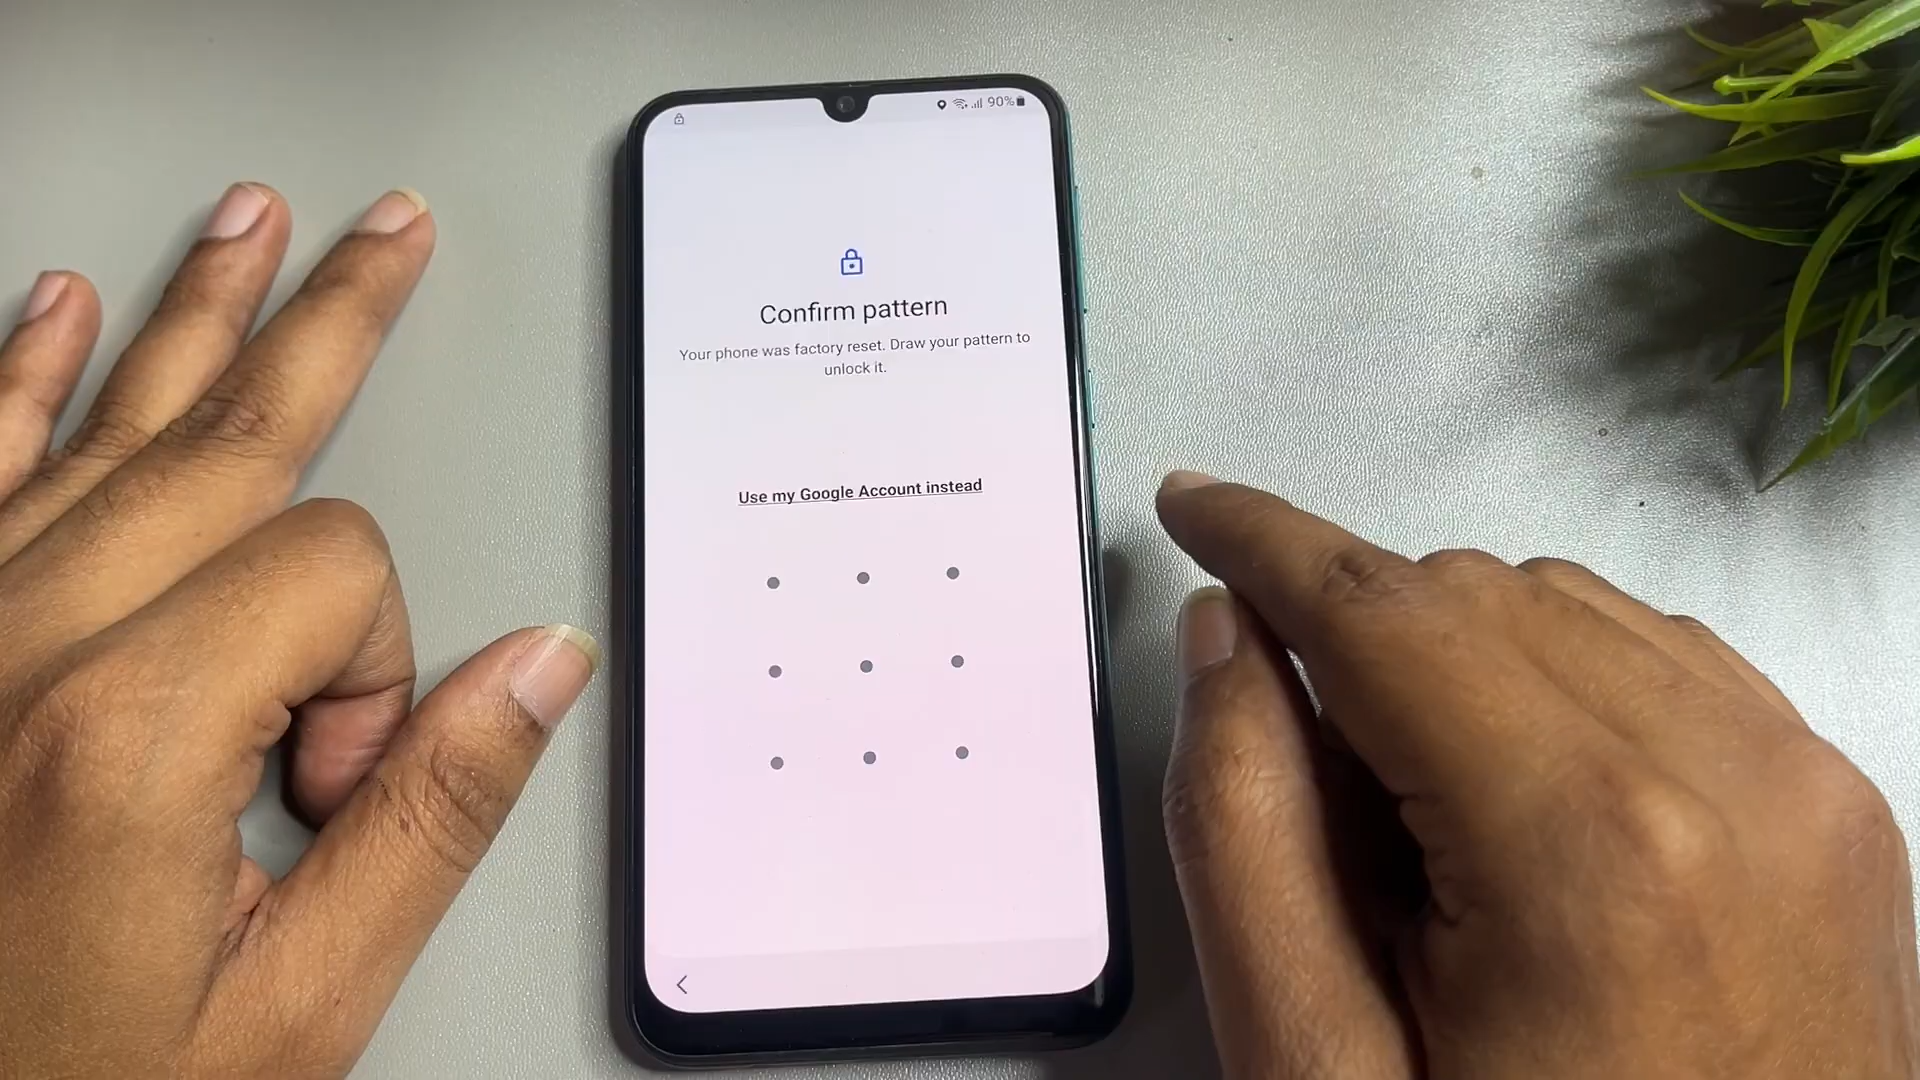 90%
Confirm pattern
Your phone was factory reset. Draw your pattern to
unlock it.
Use my Google Account instead